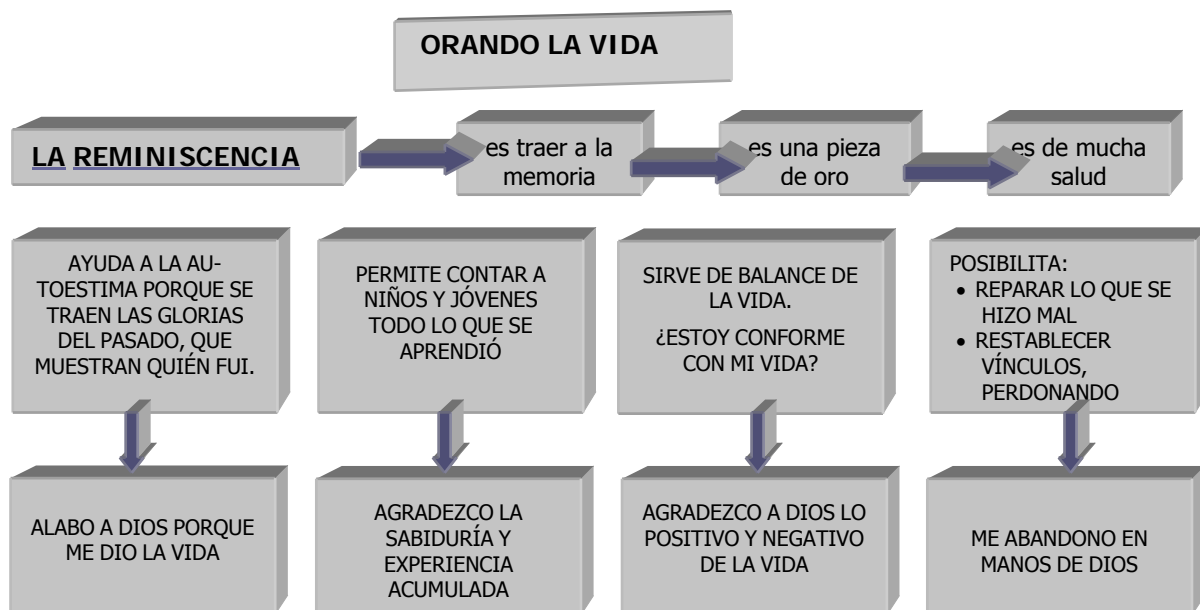 ORANDO LA VIDA
LA REMINISCENCIA
es traer a la
memoria
es una pieza
de oro
es de mucha
salud
AYUDA A LA AU-
TOESTIMA PORQUE SE
TRAEN LAS GLORIAS
DEL PASADO, QUE
MUESTRAN QUIÉN FUI.
PERMITE CONTAR A
NIÑOS Y JÓVENES
TODO LO QUE SE
APRENDIÓ
SIRVE DE BALANCE DE
LA VIDA.
¿ESTOY CONFORME
CON MI VIDA?
POSIBILITA:
• REPARAR LO QUE SE
HIZO MAL
• RESTABLECER
VÍNCULOS,
PERDONANDO
ALABO A DIOS PORQUE
ME DIO LA VIDA
AGRADEZCO LA
SABIDURÍA Y
EXPERIENCIA
ACUMULADA
AGRADEZCO A DIOS LO
POSITIVO Y NEGATIVO
DE LA VIDA
ME ABANDONO EN
MANOS DE DIOS